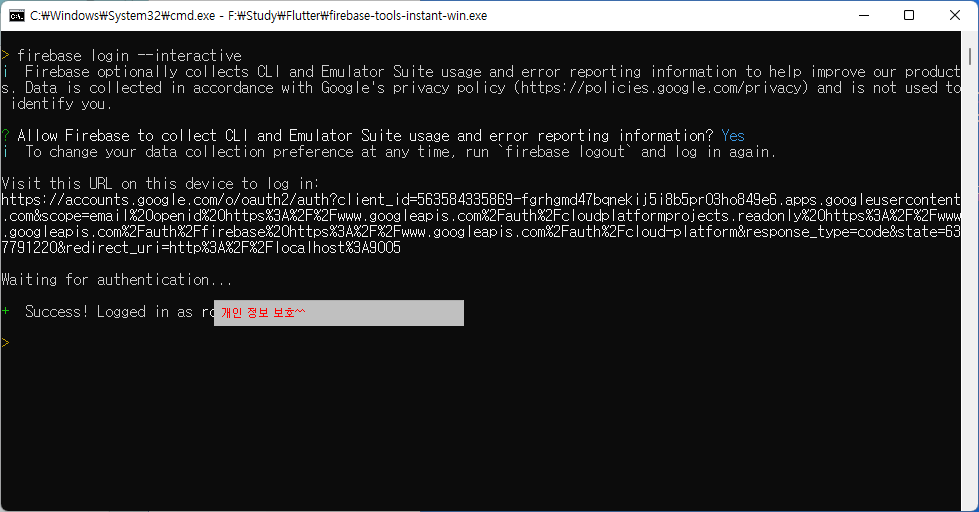 C:₩Windows₩System32₩cmd.exe - F:₩Study₩Flutter₩firebase-tools-instant-win.exe
> firebase login --interactive
i  Firebase optionally collects CLI and Emulator Suite usage and error reporting information to help improve our product
s. Data is collected in accordance with Google's privacy policy (https://policies.google.com/privacy) and is not used to
 identify you.
? Allow Firebase to collect CLI and Emulator Suite usage and error reporting information? Yes
i  To change your data collection preference at any time, run `firebase logout` and log in again.
Visit this URL on this device to log in:
https://accounts.google.com/o/oauth2/auth?client_id=563584335869-fgrhgmd47bqnekij5i8b5pr03ho849e6.apps.googleusercontent
.com&scope=email%20openid%20https%3A%2F%2Fwww.googleapis.com%2Fauth%2Fcloudplatformprojects.readonly%20https%3A%2F%2Fwww
.googleapis.com%2Fauth%2Ffirebase%20https%3A%2F%2Fwww.googleapis.com%2Fauth%2Fcloud-platform&response_type=code&state=63
7791220&redirect_uri=http%3A%2F%2Flocalhost%3A9005
Waiting for authentication...
+  Success! Logged in as ro 개인 정보 보호^^
>